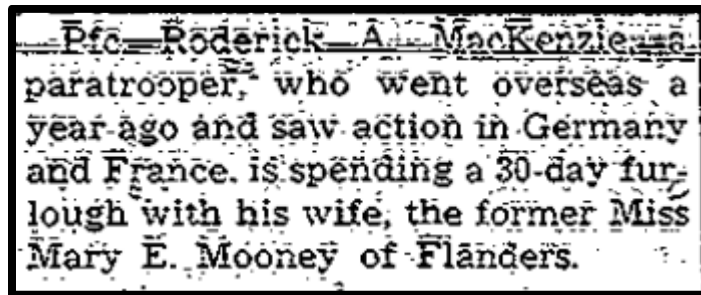 Pfc. Roderick A. MacKenzie, a
paratrooper, who went overseas a
year ago and saw action in Germany
and France, is spending a 30-day fur-
lough with his wife, the former Miss
Mary E. Mooney of Flanders.